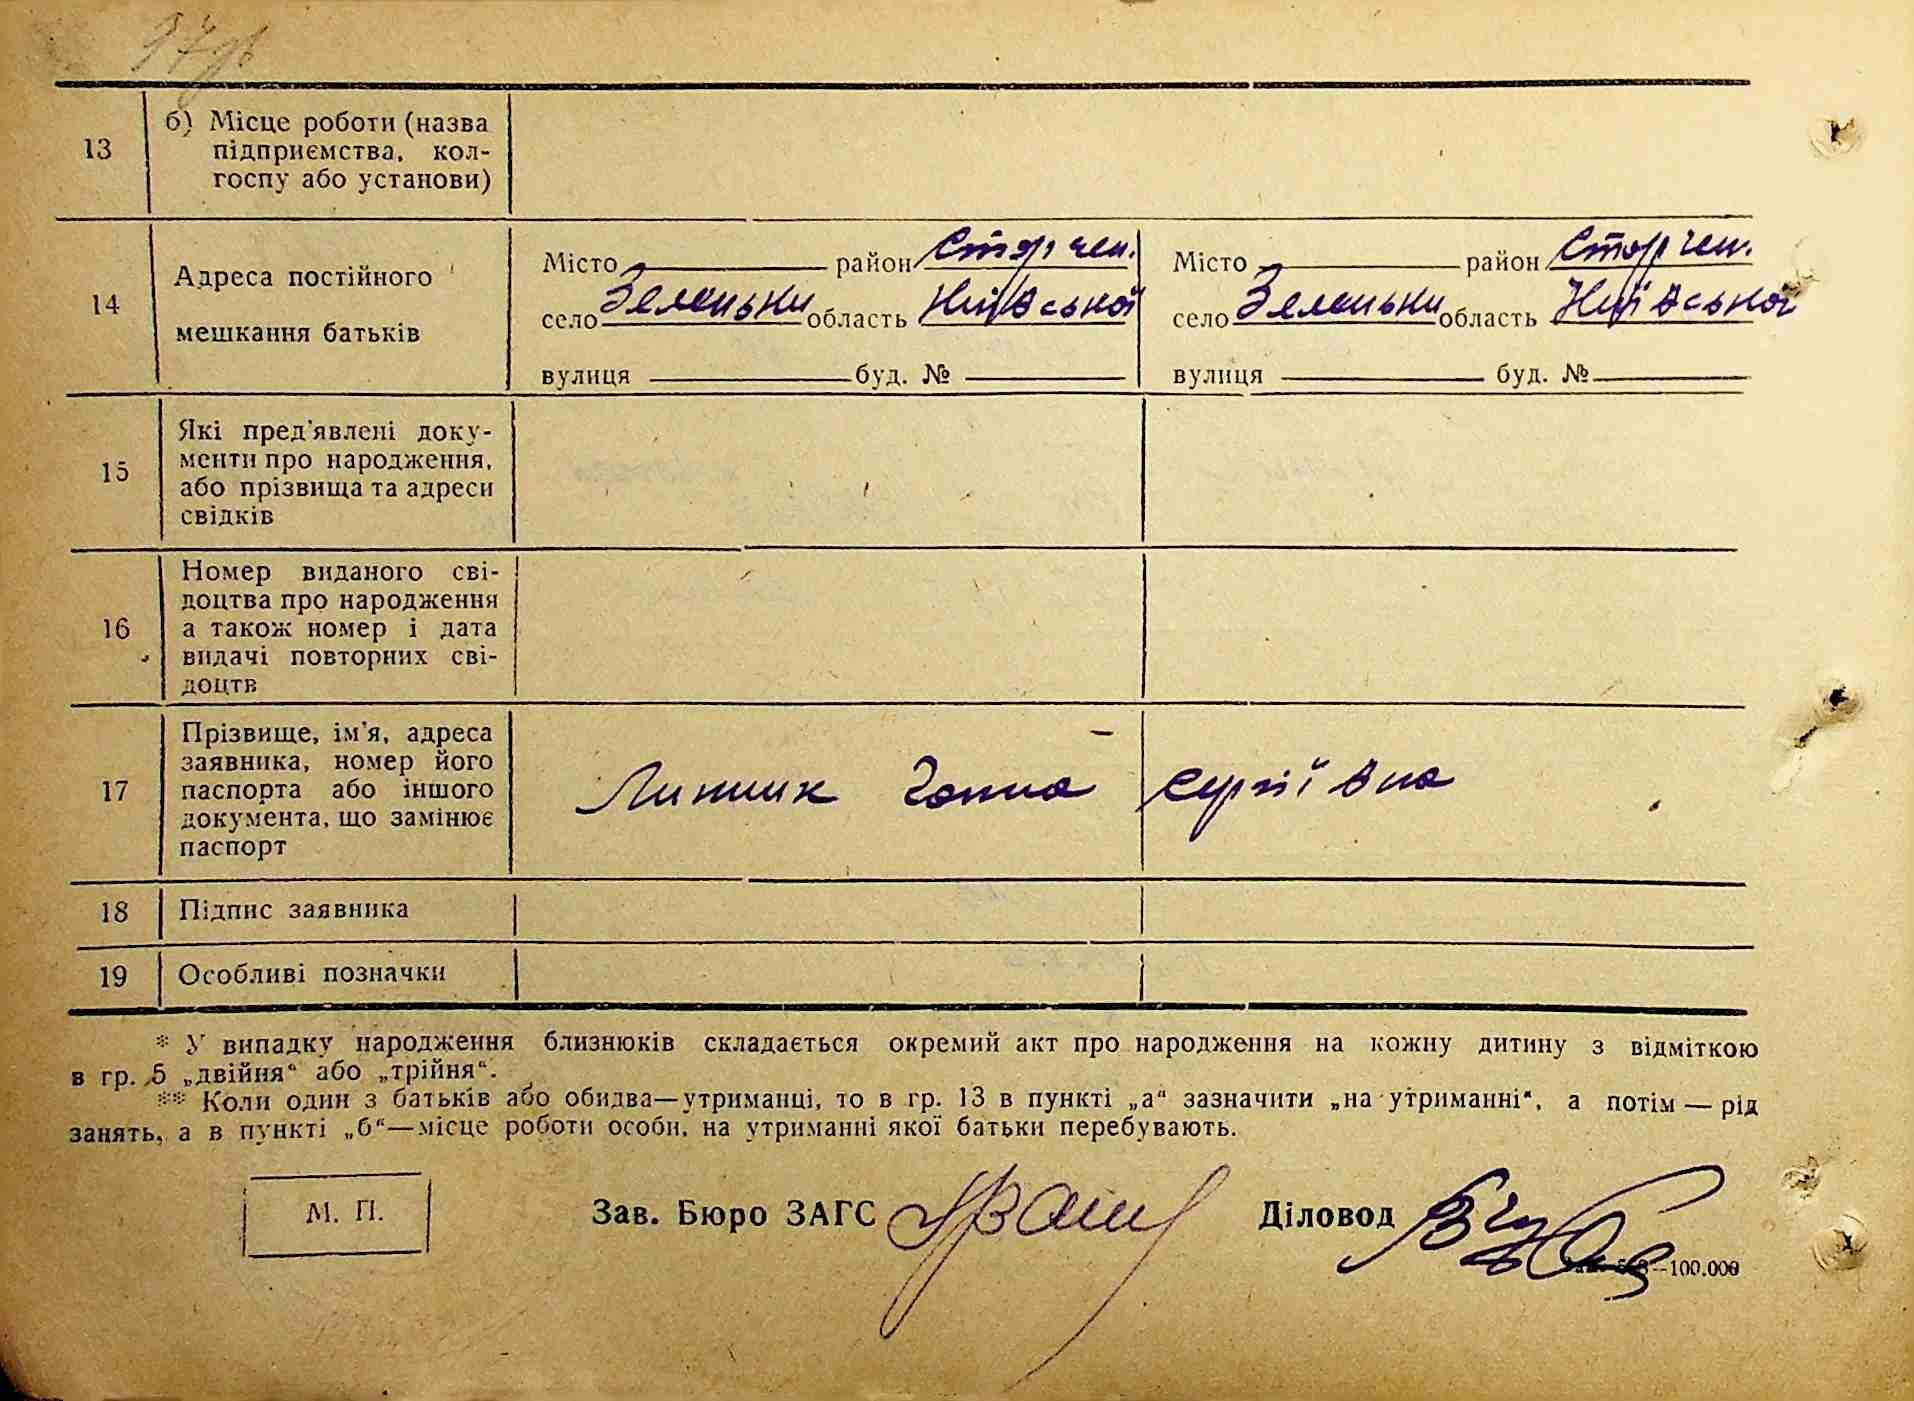 13
б) Місце роботи (назва
підприємства, кол-
госпу або установи)
14
Адреса постійного
мешкання батьків
Місто район
село Зеленьки область Київської
вулиця буд. №
Місто район
село Зеленьки область Київської
вулиця буд. №
15
Які пред'явлені доку-
менти про народження,
або прізвища та адреси
свідків
16
Номер виданого сві-
доцтва про народження
а також номер і дата
видачі повторних сві-
доцтв
17
Прізвище, ім'я, адреса
заявника, номер його
паспорта або іншого
документа, що замінює
паспорт
Ганна Сергіївна
18 Підпис заявника
19 Особливі позначки
* У випадку народження близнюків складається окремий акт про народження на кожну дитину з відміткою
в гр. 5 „двійня“ або „трійня“.
** Коли один з батьків або обидва—утриманці, то в гр. 13 в пункті „а“ зазначити „на утриманні“, а потім — рід
занять, а в пункті „б“—місце роботи особи, на утриманні якої батьки перебувають.
М. П.
Зав. Бюро ЗАГС
Діловод
100.000